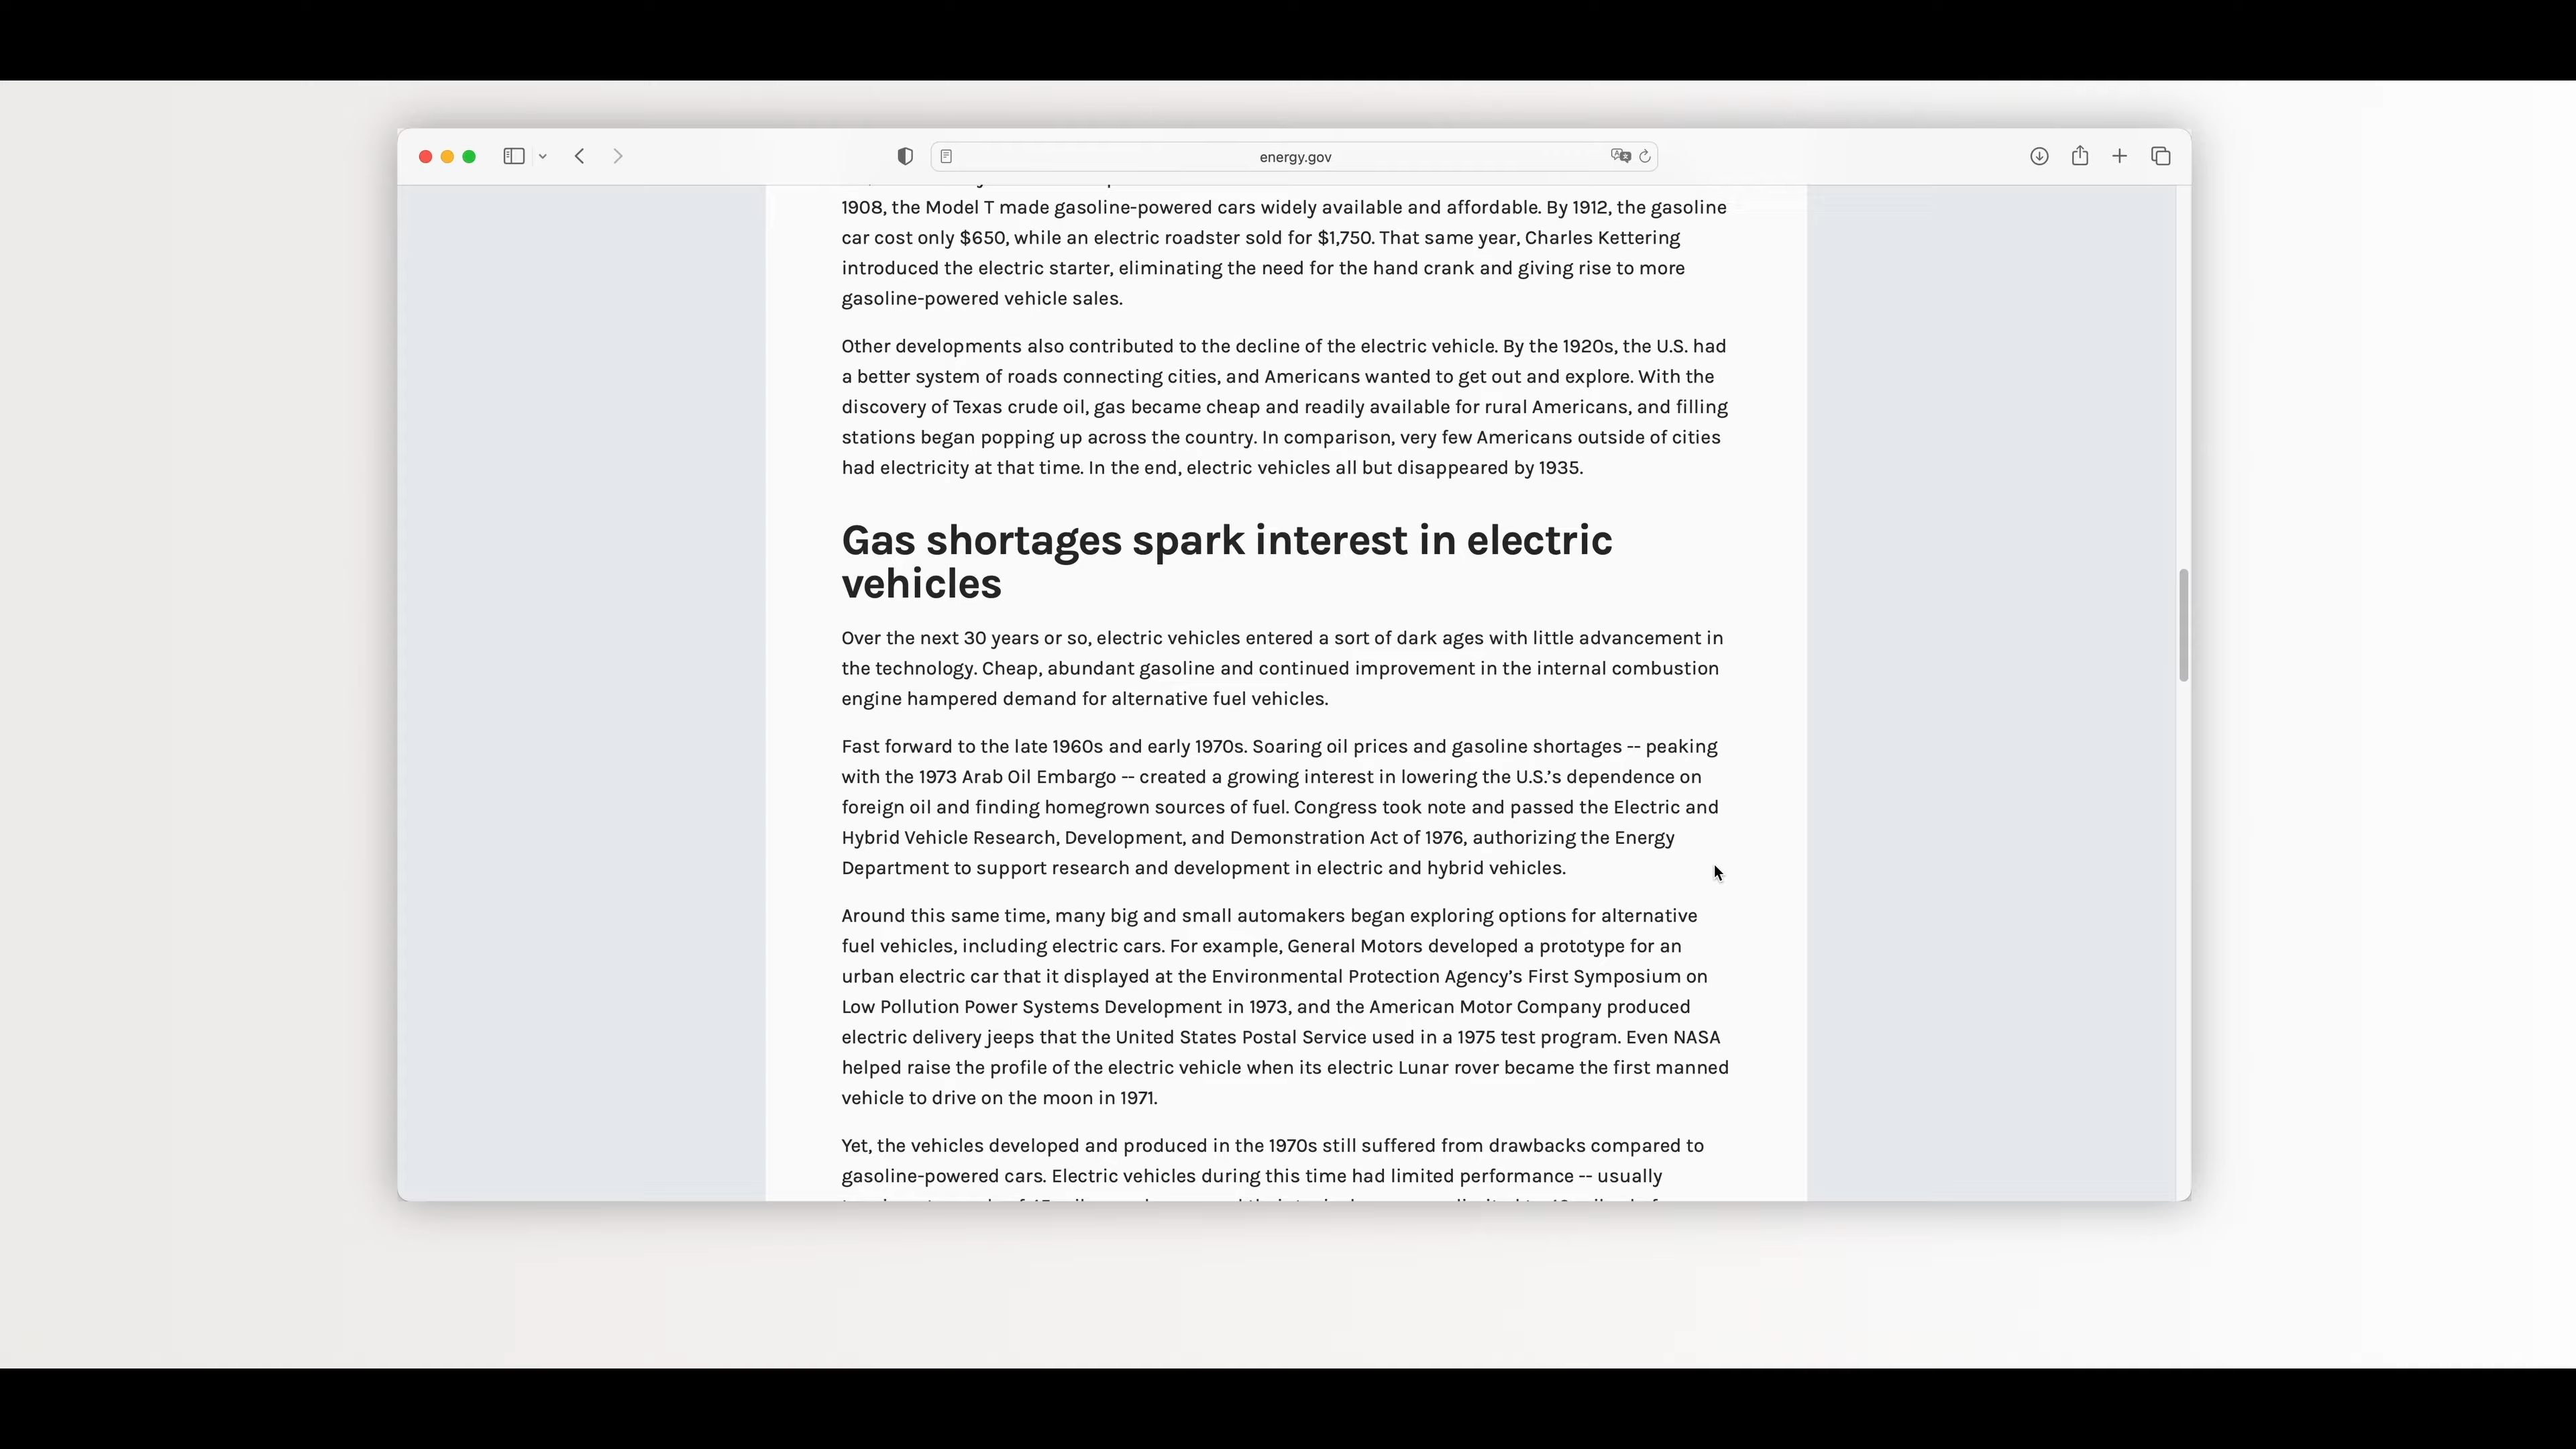 energy.gov
1908, the Model T made gasoline-powered cars widely available and affordable. By 1912, the gasoline
car cost only $650, while an electric roadster sold for $1,750. That same year, Charles Kettering
introduced the electric starter, eliminating the need for the hand crank and giving rise to more
gasoline-powered vehicle sales.
Other developments also contributed to the decline of the electric vehicle. By the 1920s, the U.S. had
a better system of roads connecting cities, and Americans wanted to get out and explore. With the
discovery of Texas crude oil, gas became cheap and readily available for rural Americans, and filling
stations began popping up across the country. In comparison, very few Americans outside of cities
had electricity at that time. In the end, electric vehicles all but disappeared by 1935.
Gas shortages spark interest in electric
vehicles
Over the next 30 years or so, electric vehicles entered a sort of dark ages with little advancement in
the technology. Cheap, abundant gasoline and continued improvement in the internal combustion
engine hampered demand for alternative fuel vehicles.
Fast forward to the late 1960s and early 1970s. Soaring oil prices and gasoline shortages -- peaking
with the 1973 Arab Oil Embargo -- created a growing interest in lowering the U.S.’s dependence on
foreign oil and finding homegrown sources of fuel. Congress took note and passed the Electric and
Hybrid Vehicle Research, Development, and Demonstration Act of 1976, authorizing the Energy
Department to support research and development in electric and hybrid vehicles.
Around this same time, many big and small automakers began exploring options for alternative
fuel vehicles, including electric cars. For example, General Motors developed a prototype for an
urban electric car that it displayed at the Environmental Protection Agency’s First Symposium on
Low Pollution Power Systems Development in 1973, and the American Motor Company produced
electric delivery jeeps that the United States Postal Service used in a 1975 test program. Even NASA
helped raise the profile of the electric vehicle when its electric Lunar rover became the first manned
vehicle to drive on the moon in 1971.
Yet, the vehicles developed and produced in the 1970s still suffered from drawbacks compared to
gasoline-powered cars. Electric vehicles during this time had limited performance -- usually